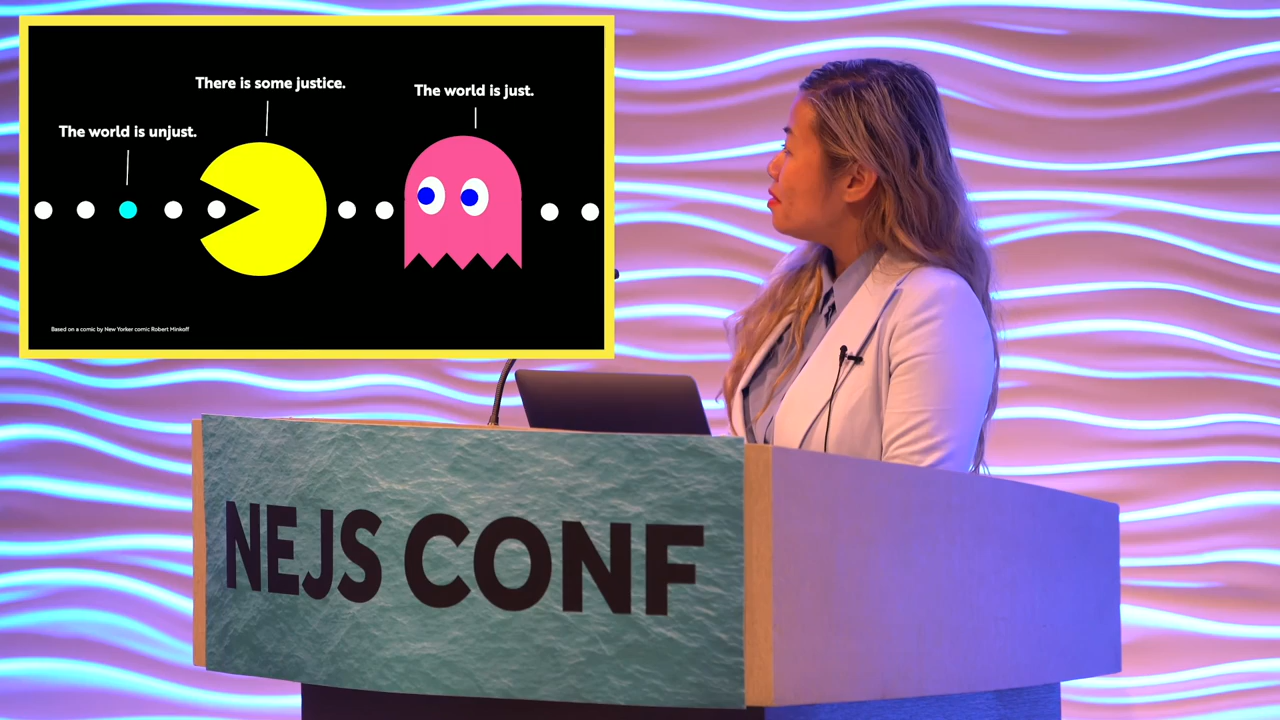 There is some justice.
The world is just.
The world is unjust.
Based on a comic by New Yorker comic Robert Minkoff
NEJS CONF